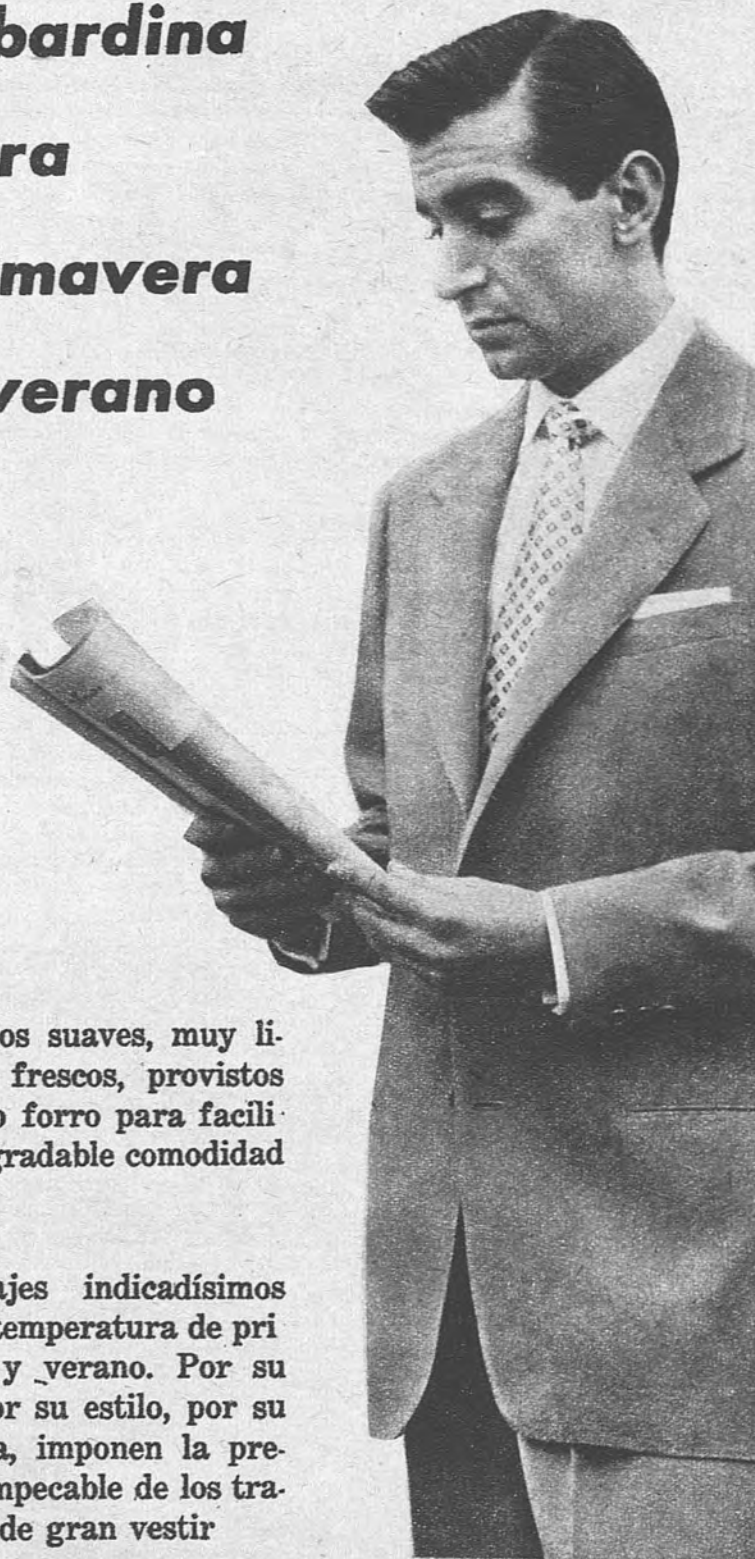 bardina
ra
mavera
verano
os suaves, muy li-
frescos, provistos
o forro para facili-
gradable comodidad
ajes indicadísimos
temperatura de pri
y verano. Por su
or su estilo, por su
a, imponen la pre-
mpecable de los tra-
de gran vestir